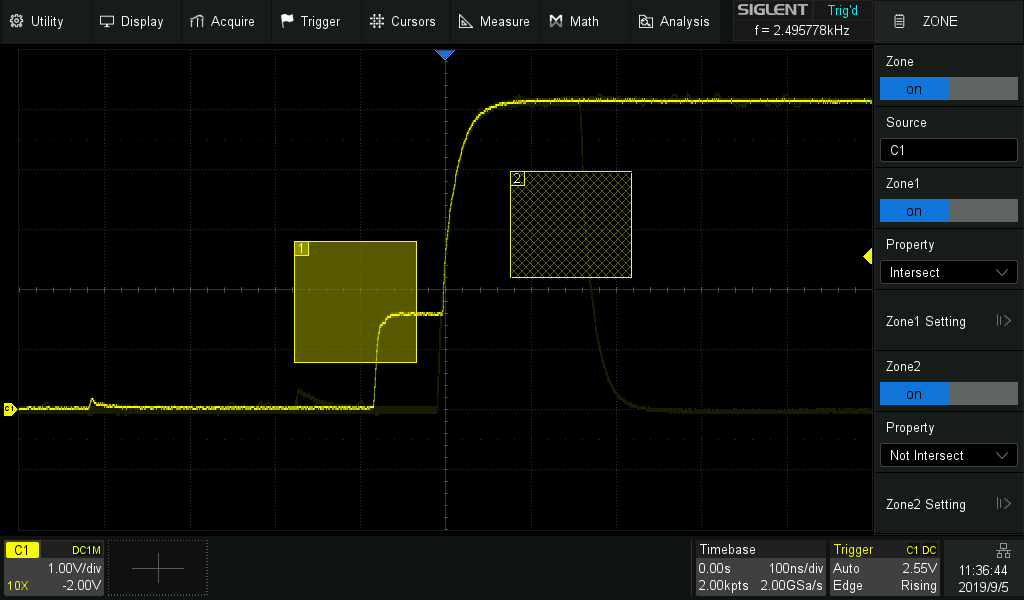 Utility
Display
Acquire
Trigger
Cursors
Measure
Math
Analysis
SIGLENT
Trig'd
f = 2.495778kHz
ZONE
Zone
on
Source
C1
Zone1
on
Property
Intersect
Zone1 Setting
Zone2
on
Property
Not Intersect
Zone2 Setting
1
2
C1
C1 DC1M
1.00V/div
10X -2.00V
Timebase
0.00s 100ns/div
2.00kpts 2.00GSa/s
Trigger C1 DC
Auto 2.55V
Edge Rising
11:36:44
2019/9/5